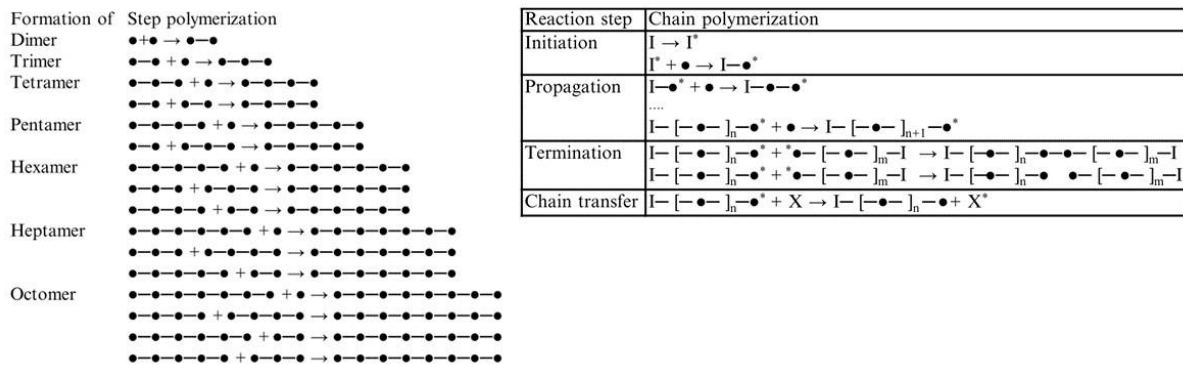 Formation of Step polymerization
Dimer ●+● → ●–●
Trimer ●–● + ● → ●–●–●
Tetramer ●–●–● + ● → ●–●–●–●
●–● + ●–● → ●–●–●–●
Pentamer ●–●–●–● + ● → ●–●–●–●–●
●–● + ●–●–● → ●–●–●–●–●
Hexamer ●–●–●–●–● + ● → ●–●–●–●–●–●
●–●–● + ●–●–● → ●–●–●–●–●–●
●–●–●–● + ●–● → ●–●–●–●–●–●
Heptamer ●–●–●–●–●–● + ● → ●–●–●–●–●–●–●
●–●–● + ●–●–●–● → ●–●–●–●–●–●–●
●–●–●–●–● + ●–● → ●–●–●–●–●–●–●
Octomer ●–●–●–●–●–●–● + ● → ●–●–●–●–●–●–●–●
●–●–●–● + ●–●–●–● → ●–●–●–●–●–●–●–●
●–●–●–●–●–● + ●–● → ●–●–●–●–●–●–●–●
●–●–●–●–● + ●–●–● → ●–●–●–●–●–●–●–●
Reaction step Chain polymerization
Initiation I → I*
I* + ● → I–●*
Propagation I–●* + ● → I–●–●*
....
I– [–●– ]n–●* + ● → I– [–●– ]n+1–●*
Termination I– [–●– ]n–●* + *●– [–●– ]m–I → I– [–●– ]n–●–●– [–●– ]m–I
I– [–●– ]n–●* + *●– [–●– ]m–I → I– [–●– ]n–● ●– [–●– ]m–I
Chain transfer I– [–●– ]n–●* + X → I– [–●– ]n–●+ X*